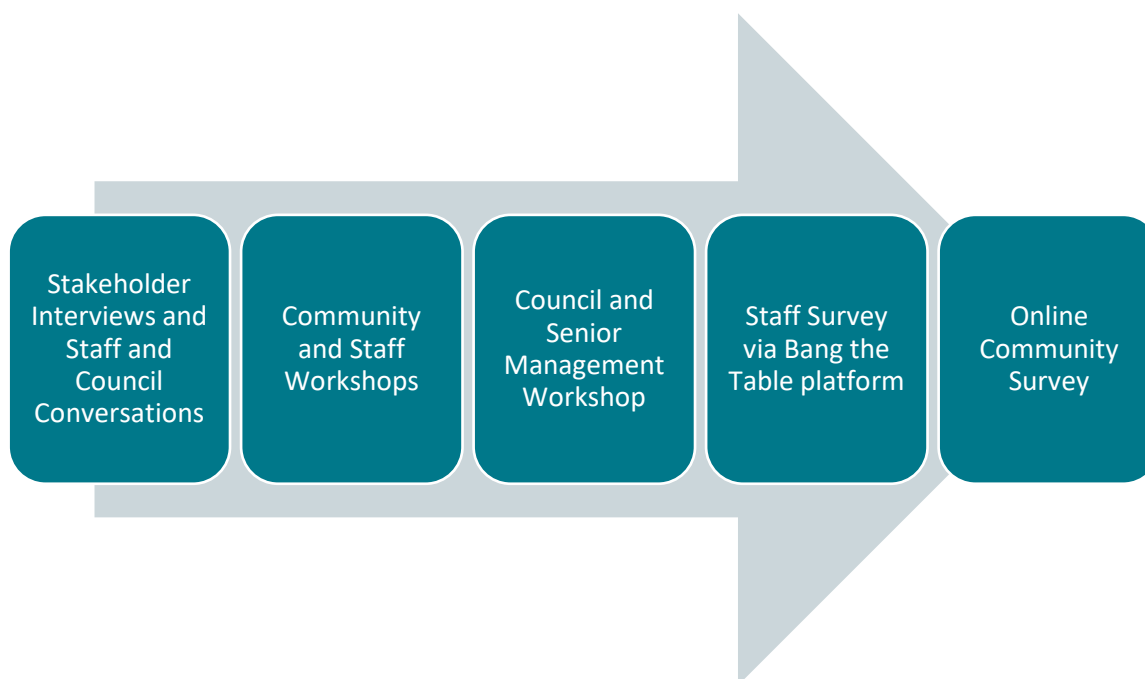 Stakeholder
Interviews and
Staff and
Council
Conversations
Community
and Staff
Workshops
Council and
Senior
Management
Workshop
Staff Survey
via Bang the
Table platform
Online
Community
Survey